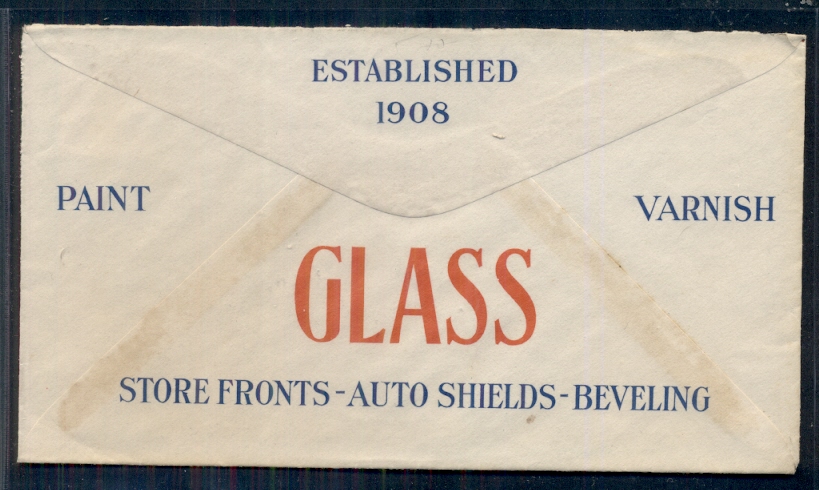 ESTABLISHED
1908
PAINT
VARNISH
GLASS
STORE FRONTS-AUTO SHIELDS-BEVELING